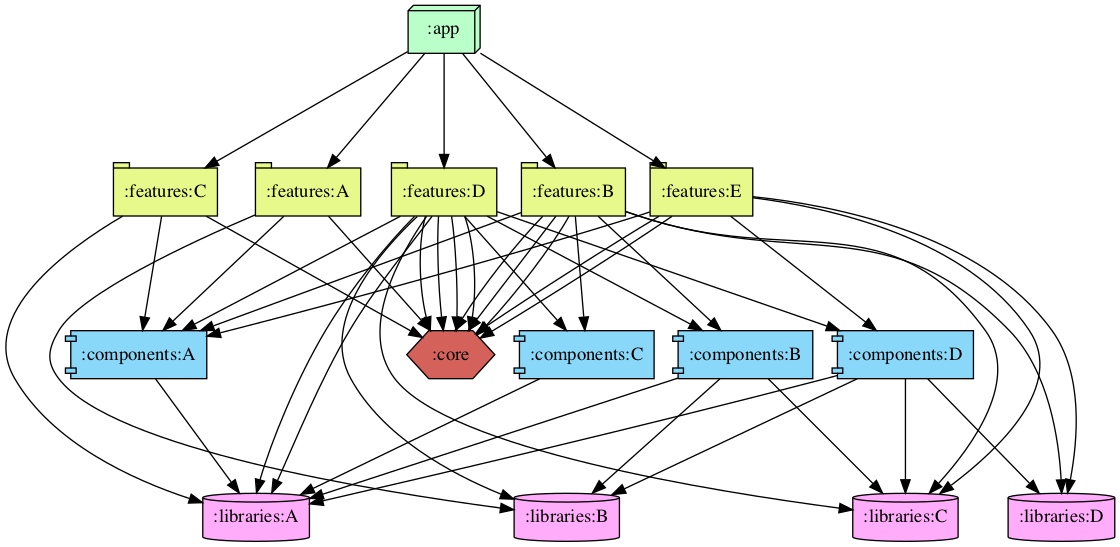 :app
:features:C
:features:A
:features:D
:features:B
:features:E
:components:A
:core
:components:C
:components:B
:components:D
:libraries:A
:libraries:B
:libraries:C
:libraries:D